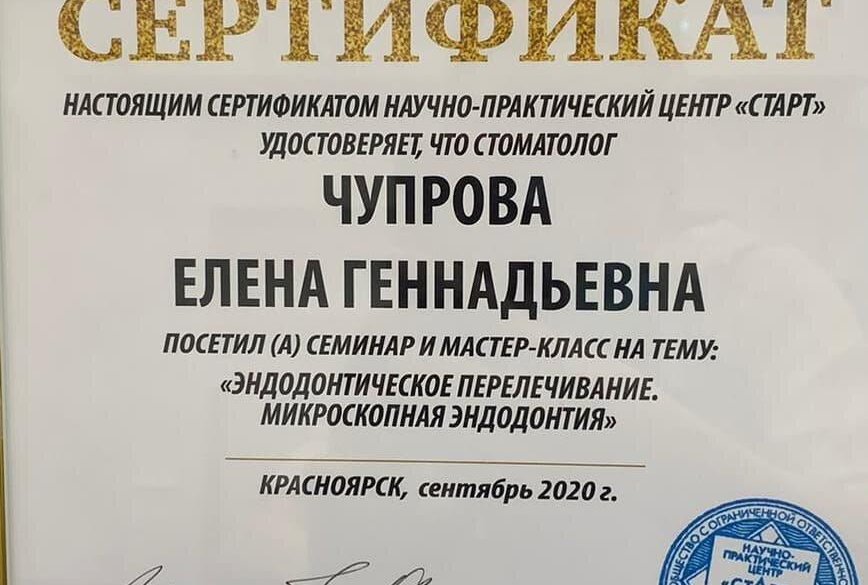 СЕРТИФИКАТ
НАСТОЯЩИМ СЕРТИФИКАТОМ НАУЧНО-ПРАКТИЧЕСКИЙ ЦЕНТР «СТАРТ»
УДОСТОВЕРЯЕТ, ЧТО СТОМАТОЛОГ
ЧУПРОВА
ЕЛЕНА ГЕННАДЬЕВНА
ПОСЕТИЛ (А) СЕМИНАР И МАСТЕР-КЛАСС НА ТЕМУ:
«ЭНДОДОНТИЧЕСКОЕ ПЕРЕЛЕЧИВАНИЕ.
МИКРОСКОПНАЯ ЭНДОДОНТИЯ»
КРАСНОЯРСК, сентябрь 2020 г.
С ОГРАНИЧЕННОЙ
НАУЧНО-
ПРАКТИЧЕСКИЙ
ЦЕНТР